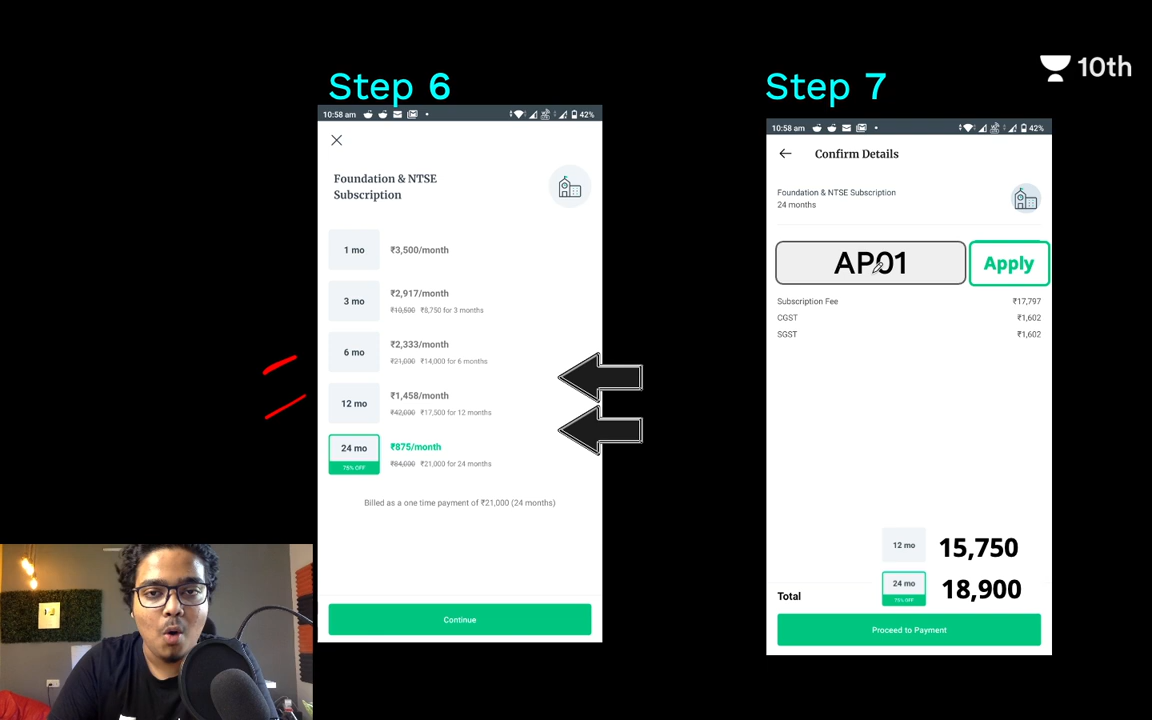 10th
Step 6
10:58 am
42%
Foundation & NTSE
Subscription
1 mo
₹3,500/month
3 mo
₹2,917/month
₹10,500 ₹8,750 for 3 months
6 mo
₹2,333/month
₹21,000 ₹14,000 for 6 months
12 mo
₹1,458/month
₹42,000 ₹17,500 for 12 months
24 mo
75% OFF
₹875/month
₹84,000 ₹21,000 for 24 months
Billed as a one time payment of ₹21,000 (24 months)
Continue
Step 7
10:58 am
42%
Confirm Details
Foundation & NTSE Subscription
24 months
AP01
Apply
Subscription Fee ₹17,797
CGST ₹1,602
SGST ₹1,602
12 mo 15,750
Total
24 mo 18,900
75% OFF
Proceed to Payment